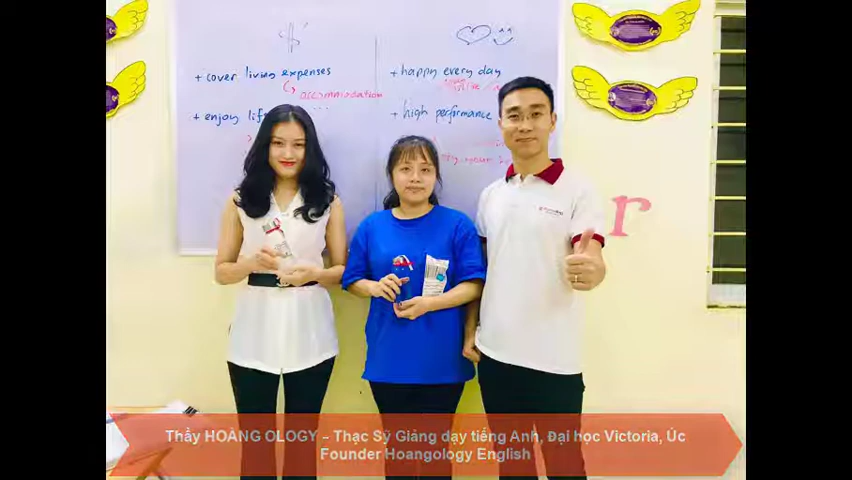 + cover living expenses
accommodation
...
+ enjoy lif
+ happy every day
+ high performance
r
Thầy HOÀNG OLOGY – Thạc Sỹ Giảng dạy tiếng Anh, Đại học Victoria, Úc
Founder Hoangology English